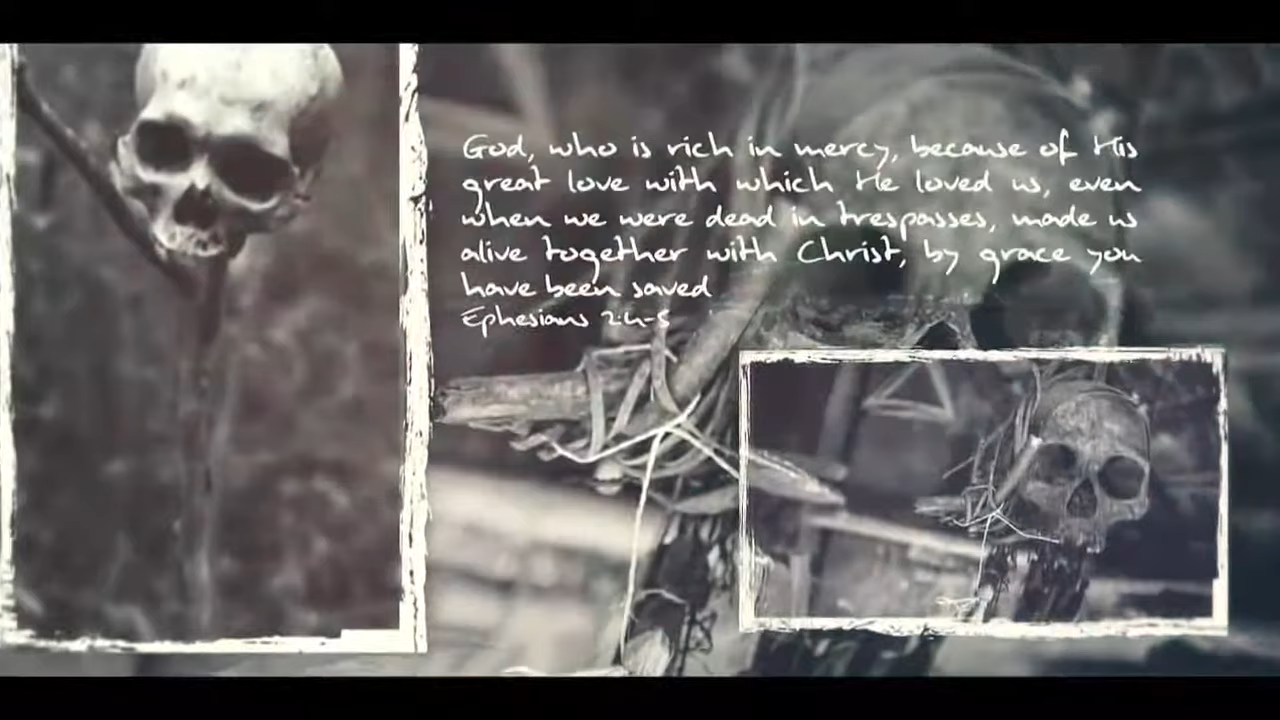 God, who is rich in mercy, because of His
great love with which He loved us, even
when we were dead in trespasses, made us
alive together with Christ, by grace you
have been saved
Ephesians 2:4-5